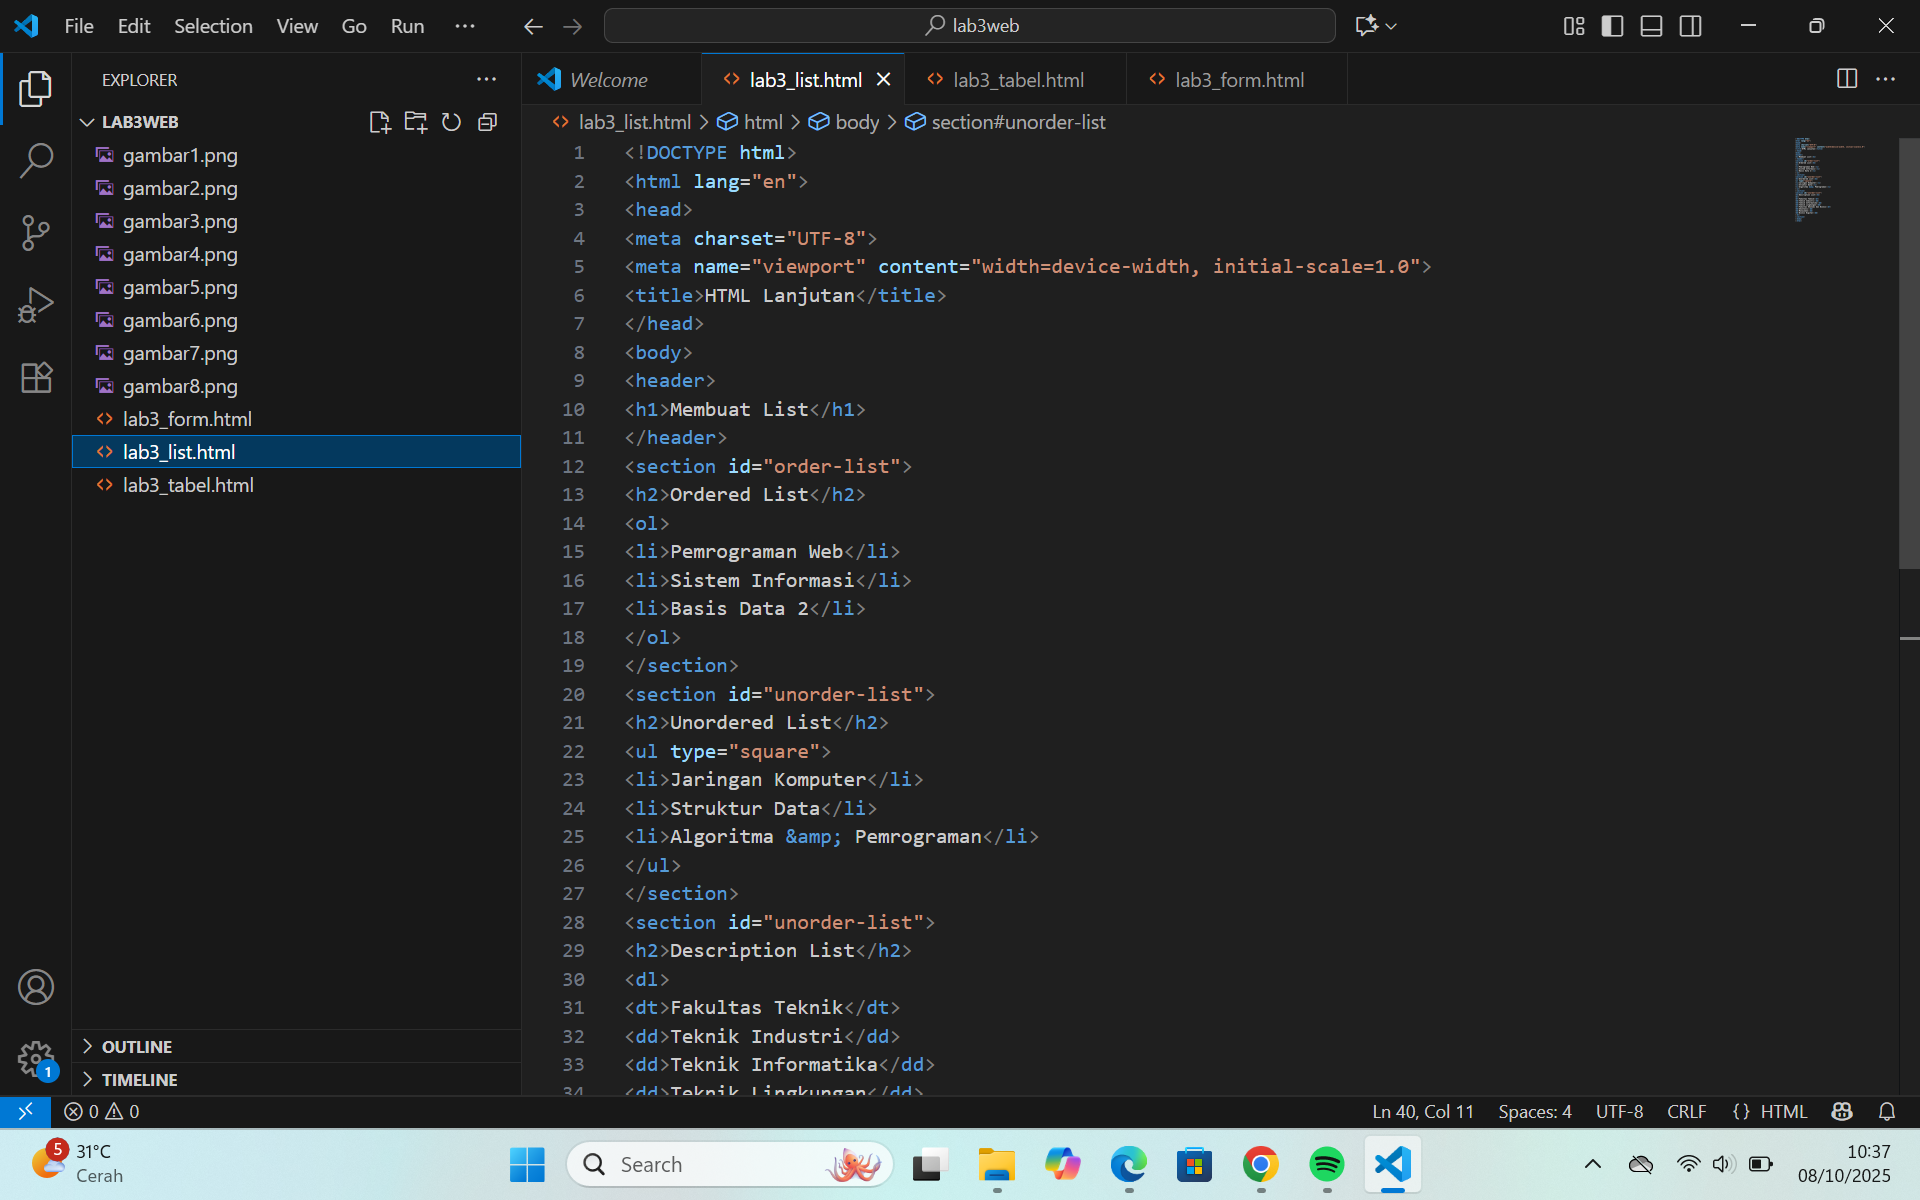 File Edit Selection View Go Run ··· lab3web
EXPLORER
LAB3WEB
gambar1.png
gambar2.png
gambar3.png
gambar4.png
gambar5.png
gambar6.png
gambar7.png
gambar8.png
lab3_form.html
lab3_list.html
lab3_tabel.html
OUTLINE
TIMELINE
Welcome lab3_list.html lab3_tabel.html lab3_form.html
lab3_list.html > html > body > section#unorder-list
1 <!DOCTYPE html>
2 <html lang="en">
3 <head>
4 <meta charset="UTF-8">
5 <meta name="viewport" content="width=device-width, initial-scale=1.0">
6 <title>HTML Lanjutan</title>
7 </head>
8 <body>
9 <header>
10 <h1>Membuat List</h1>
11 </header>
12 <section id="order-list">
13 <h2>Ordered List</h2>
14 <ol>
15 <li>Pemrograman Web</li>
16 <li>Sistem Informasi</li>
17 <li>Basis Data 2</li>
18 </ol>
19 </section>
20 <section id="unorder-list">
21 <h2>Unordered List</h2>
22 <ul type="square">
23 <li>Jaringan Komputer</li>
24 <li>Struktur Data</li>
25 <li>Algoritma &amp; Pemrograman</li>
26 </ul>
27 </section>
28 <section id="unorder-list">
29 <h2>Description List</h2>
30 <dl>
31 <dt>Fakultas Teknik</dt>
32 <dd>Teknik Industri</dd>
33 <dd>Teknik Informatika</dd>
34 <dd>Teknik Lingkungan</dd>
1
0 0 Ln 40, Col 11 Spaces: 4 UTF-8 CRLF {} HTML
5 31°C
Cerah
Search
10:37
08/10/2025